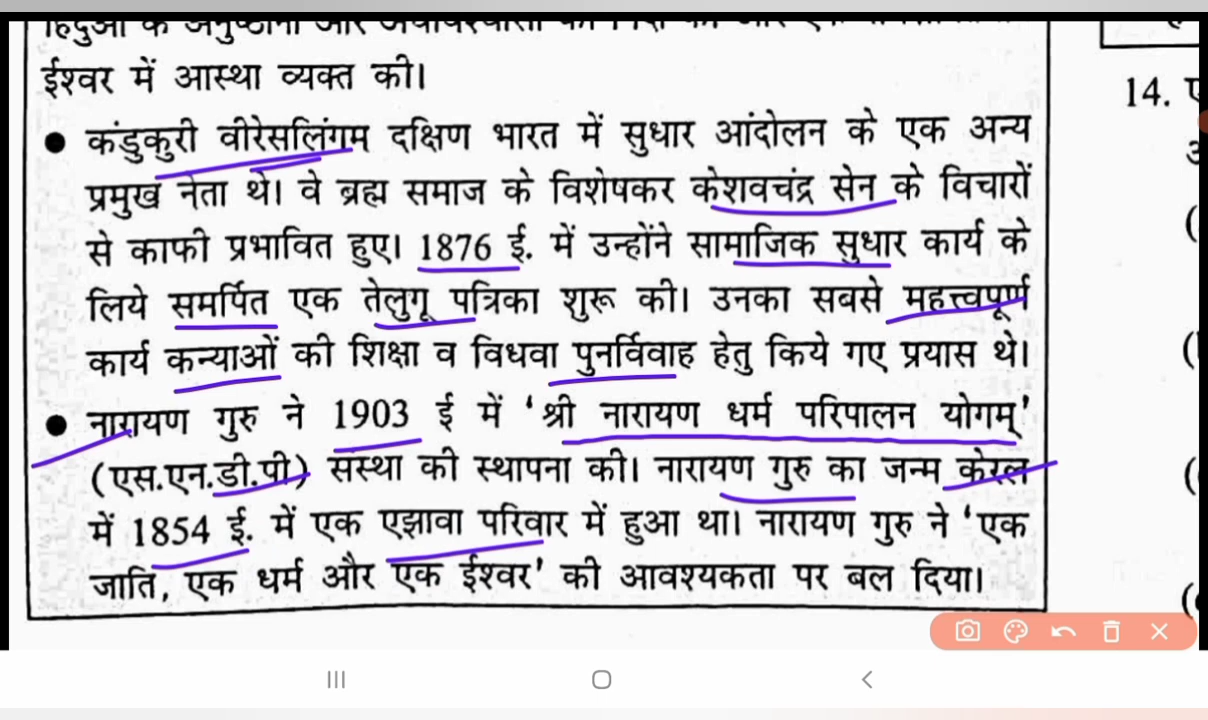 ईश्वर में आस्था व्यक्त की।
● कंदुकुरी वीरेसलिंगम दक्षिण भारत में सुधार आंदोलन के एक अन्य
प्रमुख नेता थे। वे ब्रह्म समाज के विशेषकर केशवचंद्र सेन के विचारों
से काफी प्रभावित हुए। 1876 ई. में उन्होंने सामाजिक सुधार कार्य के
लिये समर्पित एक तेलुगू पत्रिका शुरू की। उनका सबसे महत्त्वपूर्ण
कार्य कन्याओं की शिक्षा व विधवा पुनर्विवाह हेतु किये गए प्रयास थे।
● नारायण गुरु ने 1903 ई में ‘श्री नारायण धर्म परिपालन योगम्’
(एस.एन.डी.पी) संस्था की स्थापना की। नारायण गुरु का जन्म केरल
में 1854 ई. में एक एझावा परिवार में हुआ था। नारायण गुरु ने ‘एक
जाति, एक धर्म और एक ईश्वर’ की आवश्यकता पर बल दिया।
14.